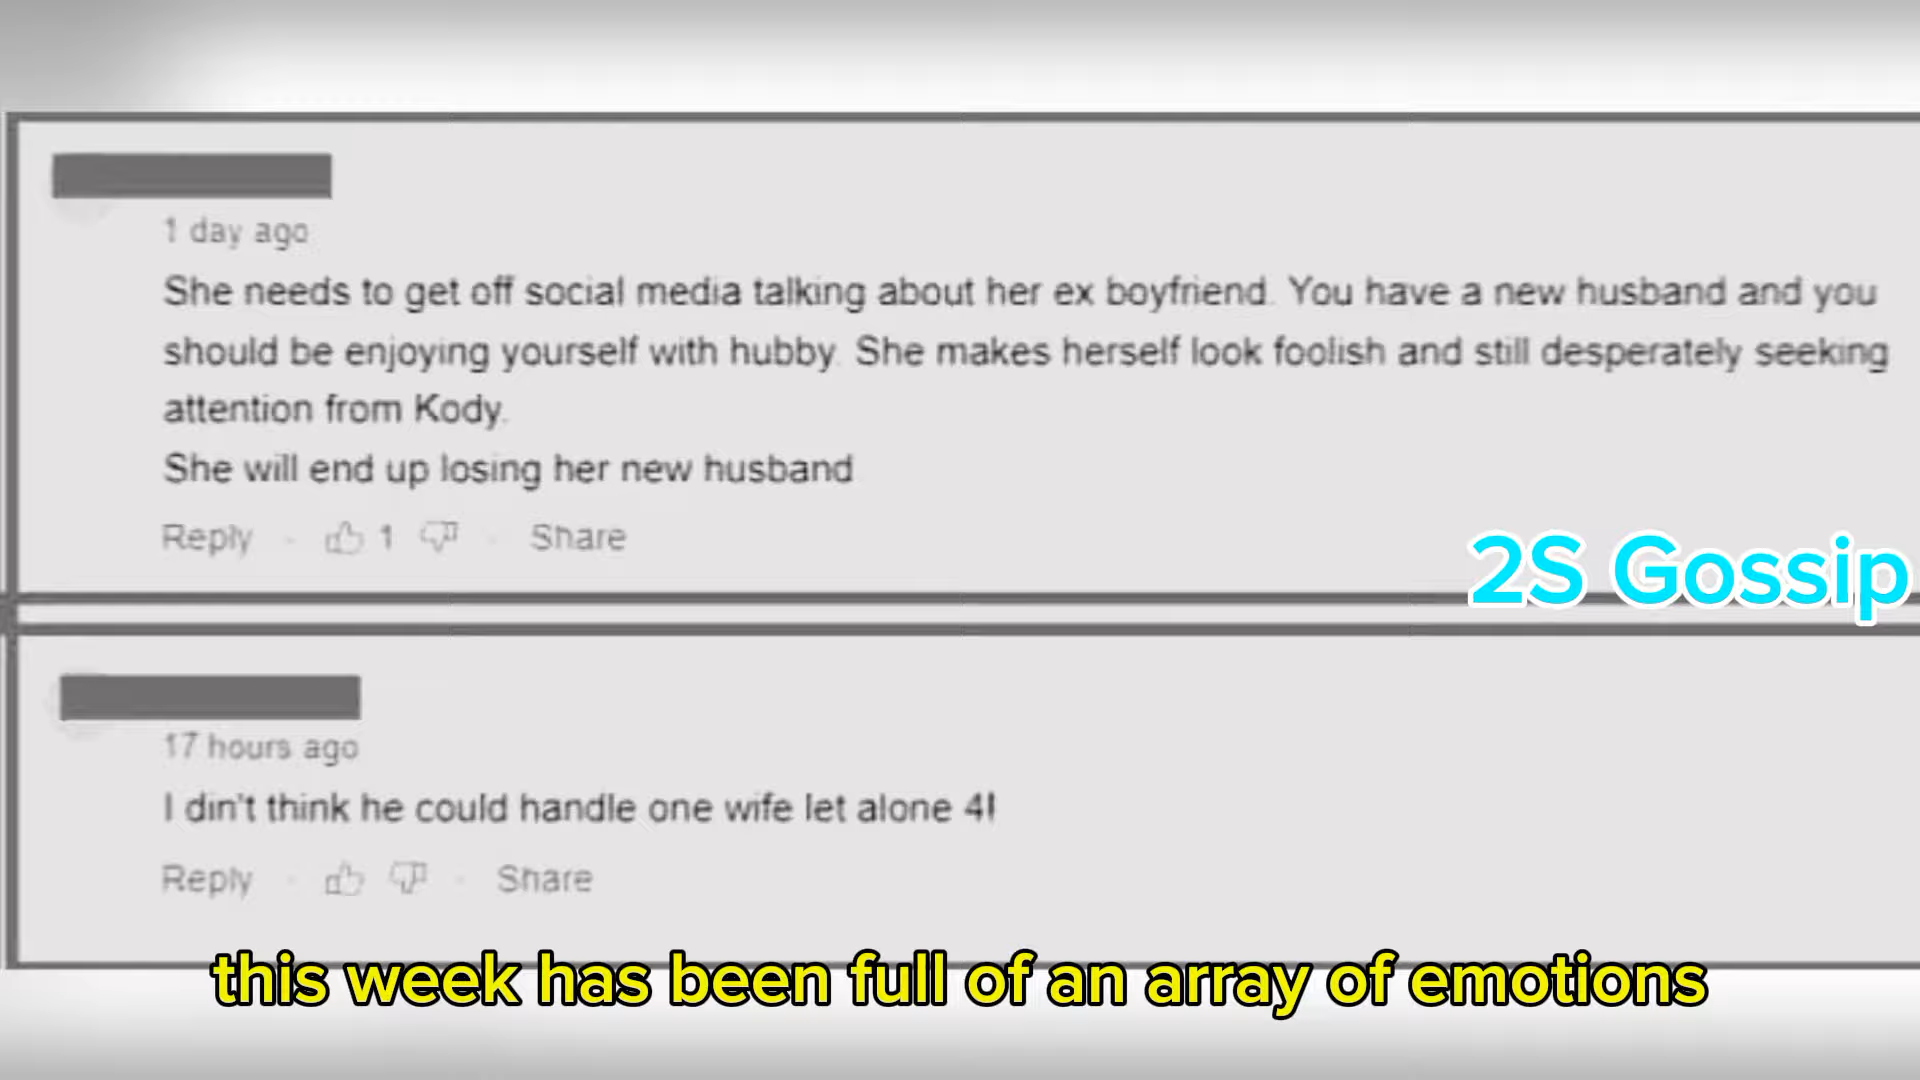 1 day ago
She needs to get off social media talking about her ex boyfriend. You have a new husband and you
should be enjoying yourself with hubby. She makes herself look foolish and still desperately seeking
attention from Kody.
She will end up losing her new husband
Reply · 1 · Share
2S Gossip
17 hours ago
I din't think he could handle one wife let alone 4!
Reply · · Share
this week has been full of an array of emotions